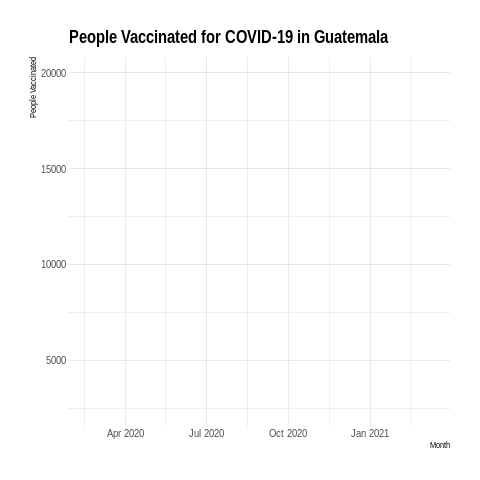 People Vaccinated for COVID-19 in Guatemala
People Vaccinated
20000
15000
10000
5000
Apr 2020
Jul 2020
Oct 2020
Jan 2021
Month